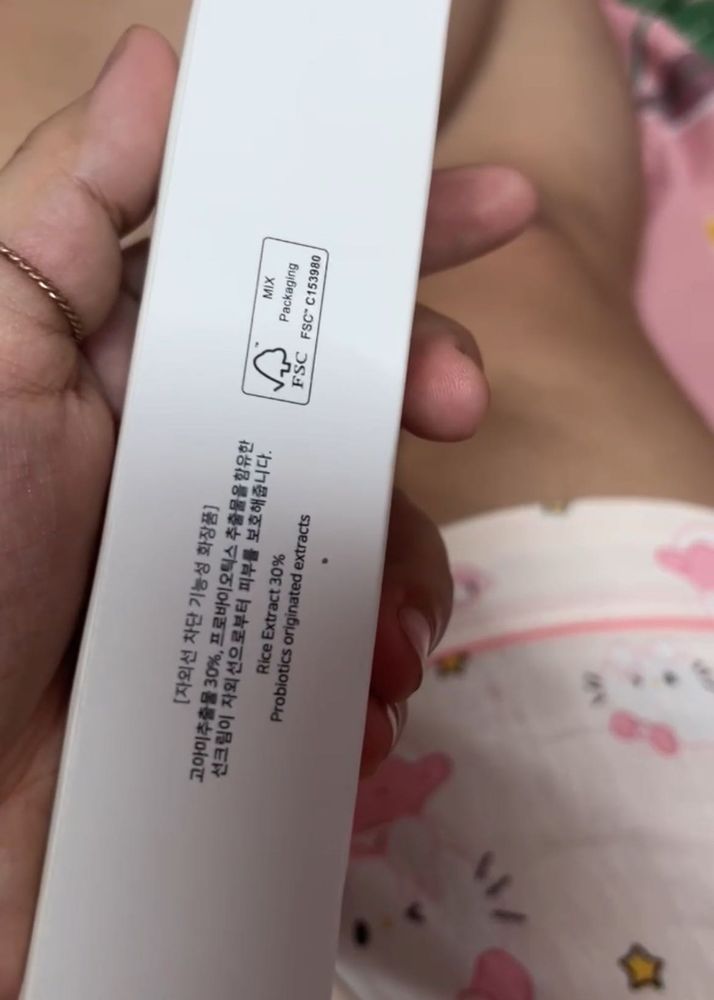 [자외선 차단 기능성 화장품]
고아미추출물 30%, 프로바이오틱스 추출물을 함유한
선크림이 자외선으로부터 피부를 보호해줍니다.
Rice Extract 30%
Probiotics originated extracts
FSC
MIX
Packaging
FSC™ C153980